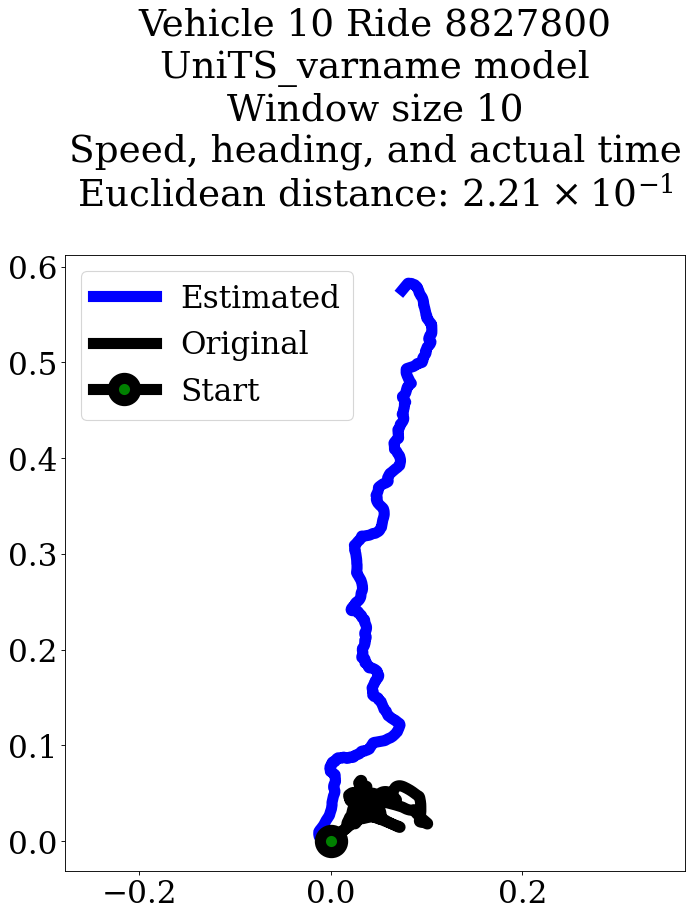 Vehicle 10 Ride 8827800
UniTS_varname model
Window size 10
Speed, heading, and actual time
Euclidean distance: 2.21 × 10⁻¹
Estimated
Original
Start
0.6
0.5
0.4
0.3
0.2
0.1
0.0
−0.2 0.0 0.2